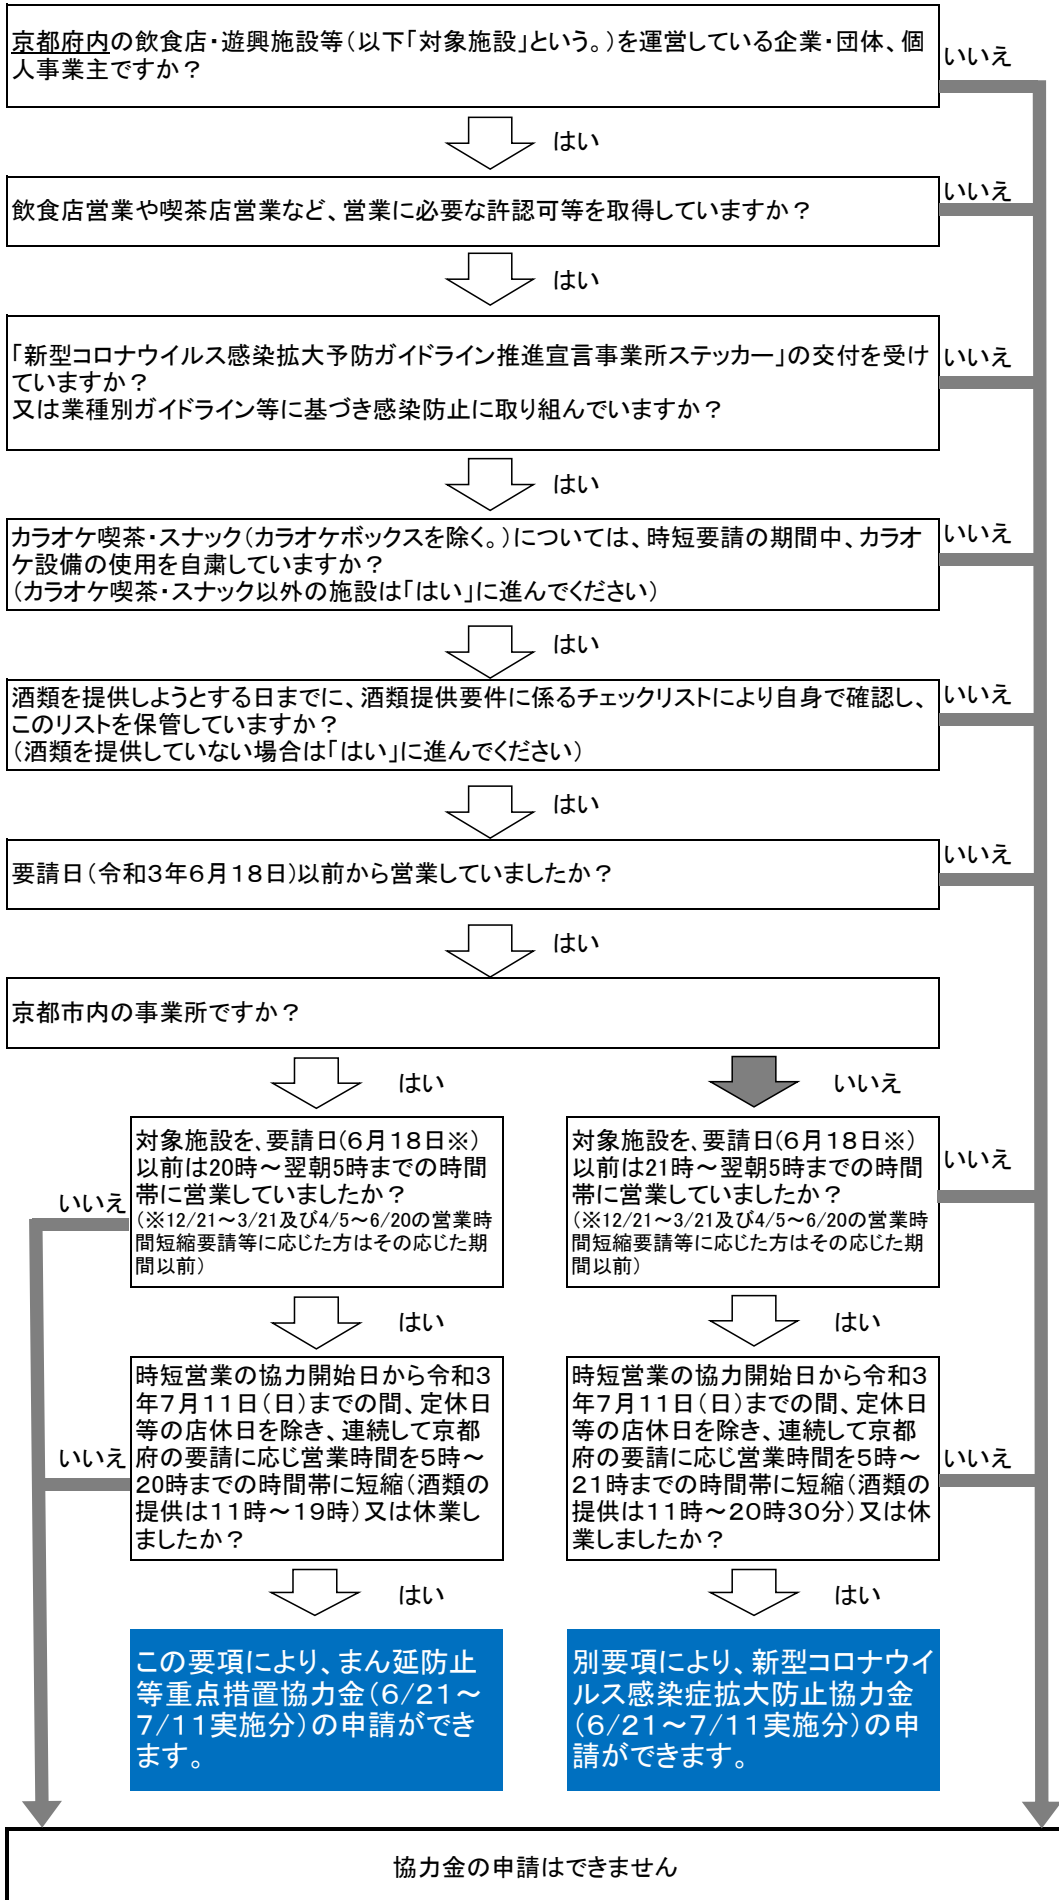 京都府内の飲食店・遊興施設等（以下「対象施設」という。）を運営している企業・団体、個
人事業主ですか？
いいえ
はい
飲食店営業や喫茶店営業など、営業に必要な許認可等を取得していますか？
いいえ
はい
「新型コロナウイルス感染拡大予防ガイドライン推進宣言事業所ステッカー」の交付を受け
ていますか？
又は業種別ガイドライン等に基づき感染防止に取り組んでいますか？
いいえ
はい
カラオケ喫茶・スナック（カラオケボックスを除く。）については、時短要請の期間中、カラオ
ケ設備の使用を自粛していますか？
（カラオケ喫茶・スナック以外の施設は「はい」に進んでください）
いいえ
はい
酒類を提供しようとする日までに、酒類提供要件に係るチェックリストにより自身で確認し、
このリストを保管していますか？
（酒類を提供していない場合は「はい」に進んでください）
いいえ
はい
要請日（令和３年６月１８日）以前から営業していましたか？
いいえ
はい
京都市内の事業所ですか？
はい
いいえ
対象施設を、要請日（６月１８日※）
以前は20時～翌朝５時までの時間
帯に営業していましたか？
（※12/21～3/21及び4/5～6/20の営業時
間短縮要請等に応じた方はその応じた期
間以前）
いいえ
はい
時短営業の協力開始日から令和３
年７月１１日（日）までの間、定休日
等の店休日を除き、連続して京都
府の要請に応じ営業時間を５時～
２０時までの時間帯に短縮（酒類の
提供は１１時～１９時）又は休業し
ましたか？
いいえ
はい
この要項により、まん延防止
等重点措置協力金（６/２１～
７/１１実施分）の申請ができ
ます。
対象施設を、要請日（６月１８日※）
以前は21時～翌朝５時までの時間
帯に営業していましたか？
（※12/21～3/21及び4/5～6/20の営業時
間短縮要請等に応じた方はその応じた期
間以前）
いいえ
はい
時短営業の協力開始日から令和３
年７月１１日（日）までの間、定休日
等の店休日を除き、連続して京都
府の要請に応じ営業時間を５時～
２１時までの時間帯に短縮（酒類の
提供は１１時～２０時３０分）又は休
業しましたか？
いいえ
はい
別要項により、新型コロナウイ
ルス感染症拡大防止協力金
（６/２１～７/１１実施分）の申
請ができます。
協力金の申請はできません